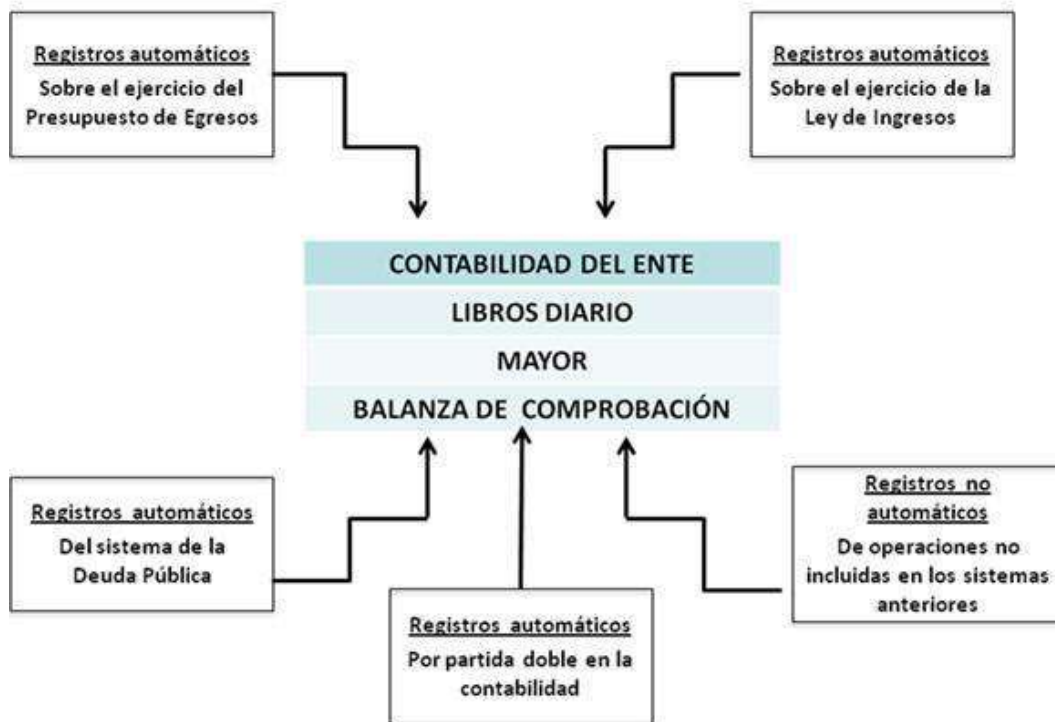 Registros automáticos
Sobre el ejercicio del
Presupuesto de Egresos
Registros automáticos
Sobre el ejercicio de la
Ley de Ingresos
CONTABILIDAD DEL ENTE
LIBROS DIARIO
MAYOR
BALANZA DE COMPROBACIÓN
Registros automáticos
Del sistema de la
Deuda Pública
Registros automáticos
Por partida doble en la
contabilidad
Registros no
automáticos
De operaciones no
incluidas en los sistemas
anteriores